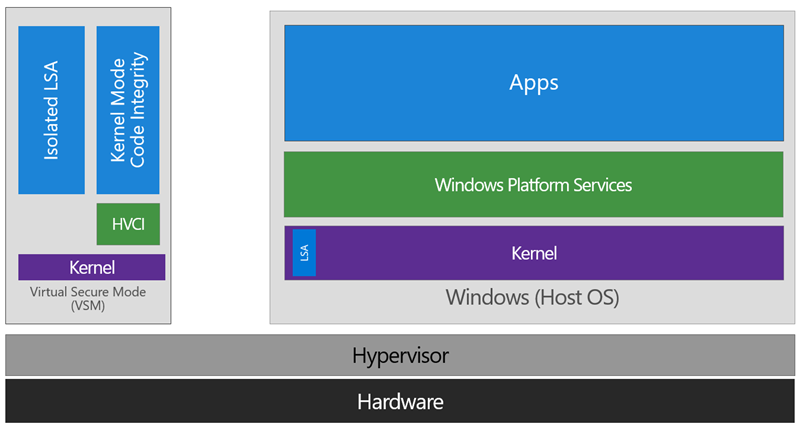 Isolated LSA
Kernel Mode
Code Integrity
HVCI
Kernel
Virtual Secure Mode
(VSM)
Apps
Windows Platform Services
LSA
Kernel
Windows (Host OS)
Hypervisor
Hardware